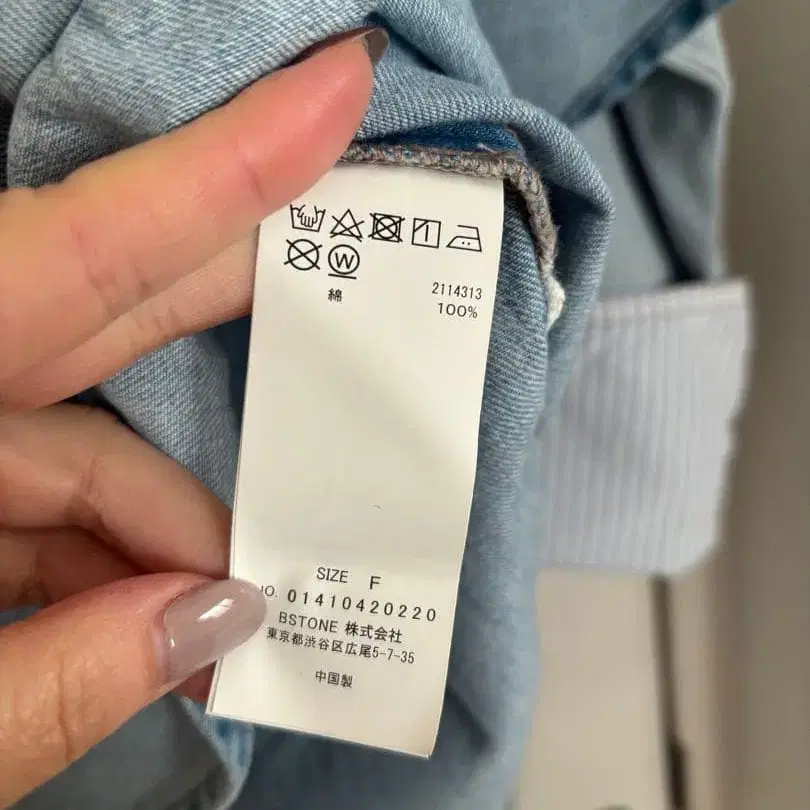 W
2114313
綿 100%
SIZE F
NO. 01410420220
BSTONE 株式会社
東京都渋谷区広尾5-7-35
中国製